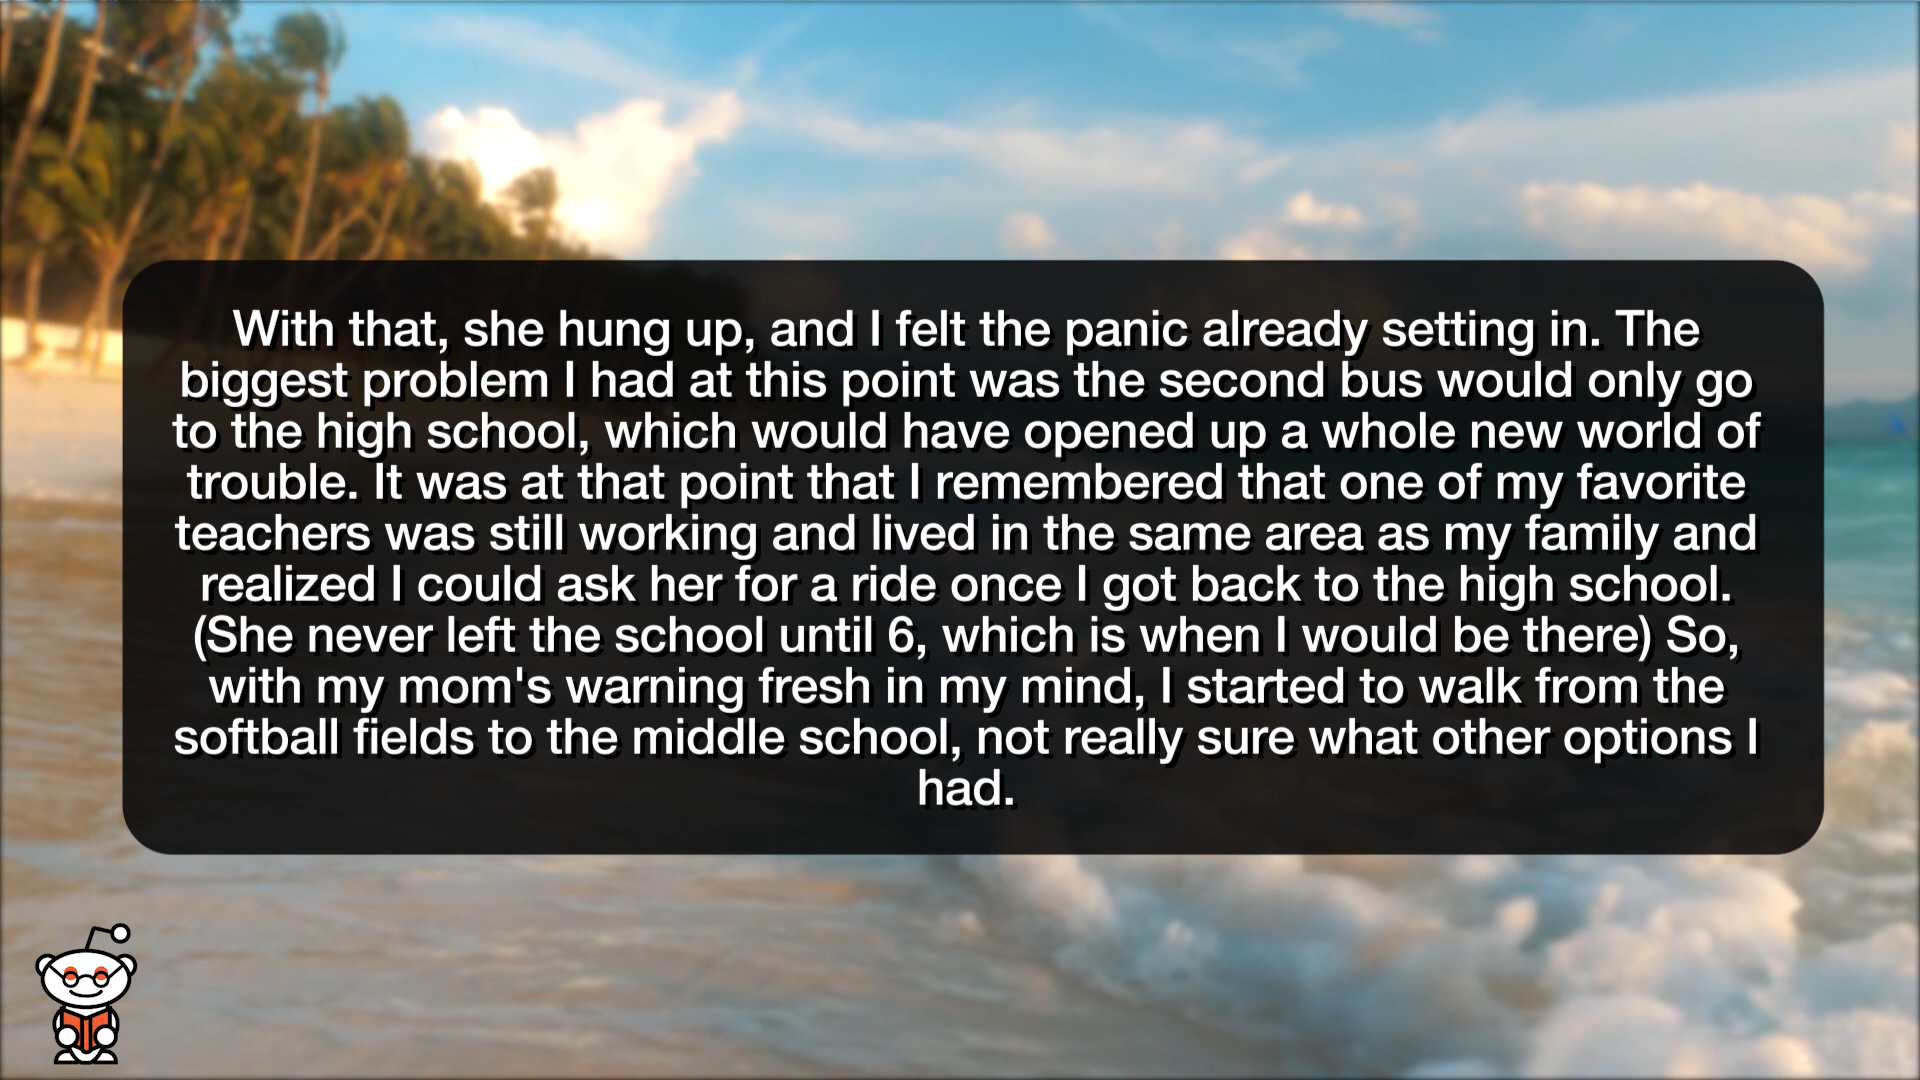 With that, she hung up, and I felt the panic already setting in. The
biggest problem I had at this point was the second bus would only go
to the high school, which would have opened up a whole new world of
trouble. It was at that point that I remembered that one of my favorite
teachers was still working and lived in the same area as my family and
realized I could ask her for a ride once I got back to the high school.
(She never left the school until 6, which is when I would be there) So,
with my mom's warning fresh in my mind, I started to walk from the
softball fields to the middle school, not really sure what other options I
had.